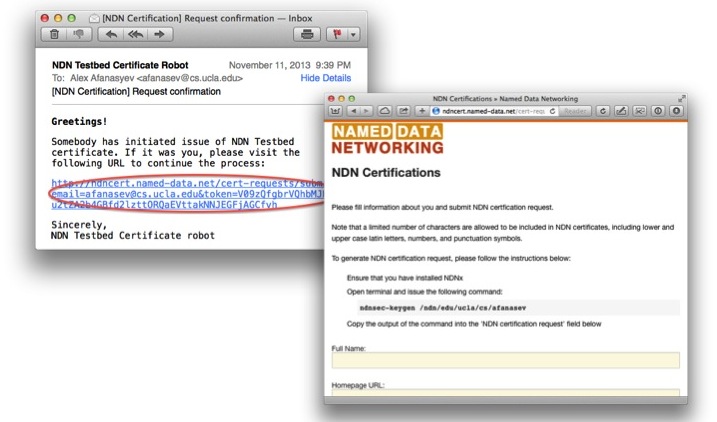 [NDN Certification] Request confirmation — Inbox
NDN Testbed Certificate Robot
November 11, 2013 9:39 PM
To: Alex Afanasyev <afanasev@cs.ucla.edu>
Hide Details
[NDN Certification] Request confirmation
Greetings!
Somebody has initiated issue of NDN Testbed
certificate. If it was you, please visit the
following URL to continue the process:
http://ndncert.named-data.net/cert-requests/subm
email=afanasev@cs.ucla.edu&token=
Sincerely,
NDN Testbed Certificate robot
NDN Certifications » Named Data Networking
ndncert.named-data.net/cert-requ
Reader
NAMED DATA
NETWORKING
NDN Certifications
Please fill information about you and submit NDN certification request.
Note that a limited number of characters are allowed to be included in NDN certificates, including lower and
upper case latin letters, numbers, and punctuation symbols.
To generate NDN certification request, please follow the instructions below:
Ensure that you have installed NDNx
Open terminal and issue the following command:
ndnsec-keygen /ndn/edu/ucla/cs/afanasev
Copy the output of the command into the 'NDN certification request' field below
Full Name:
Homepage URL: